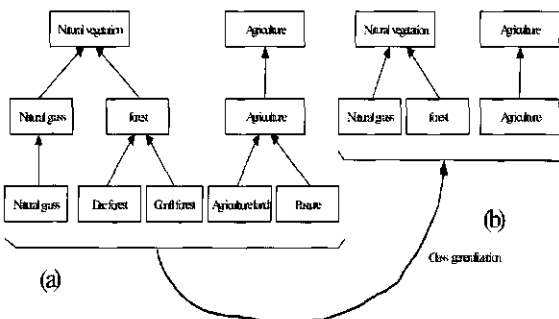 Natural vegetation
Agriculture
Natural vegetation
Agriculture
Natural grass
forest
Agriculture
Natural grass
forest
Agriculture
Natural grass
Dec forest
Conif forest
Agriculture land
Pasture
(a)
(b)
Class generalization